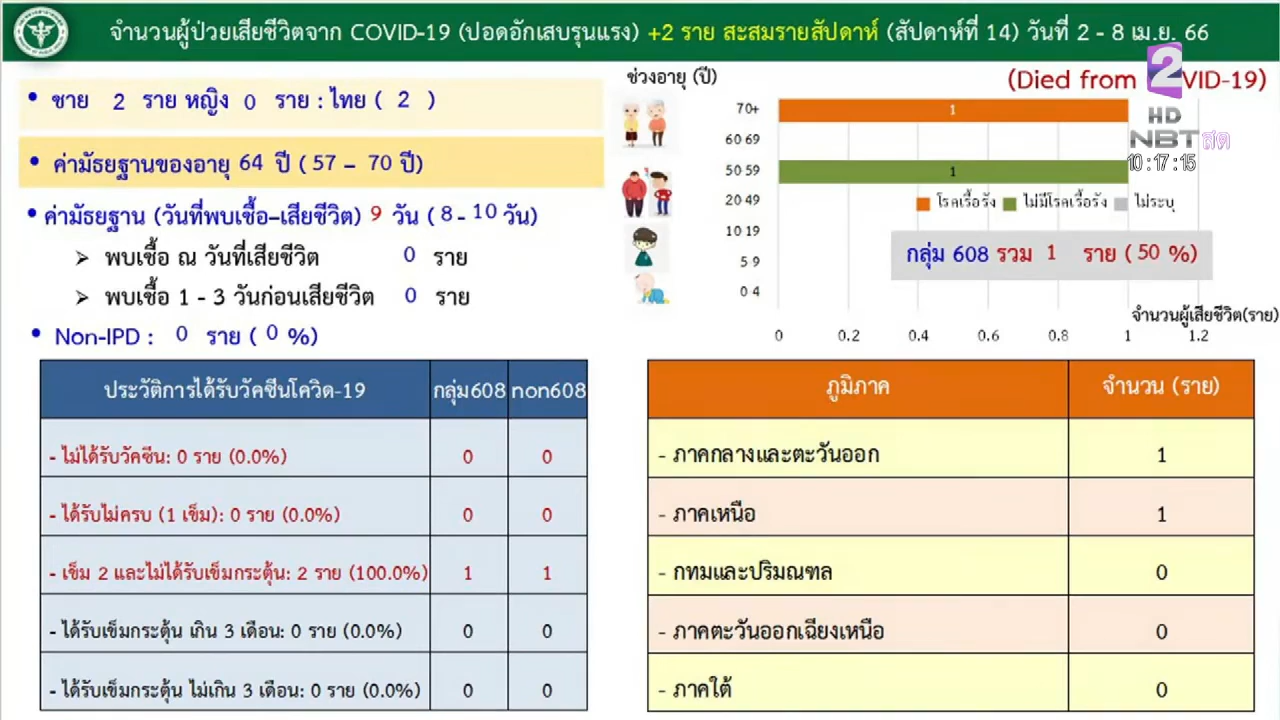 จำนวนผู้ป่วยเสียชีวิตจาก COVID-19 (ปอดอักเสบรุนแรง) +2 ราย สะสมรายสัปดาห์ (สัปดาห์ที่ 14) วันที่ 2 - 8 เม.ย. 66
• ชาย 2 ราย หญิง 0 ราย : ไทย ( 2 )
• ค่ามัธยฐานของอายุ 64 ปี ( 57 – 70 ปี)
• ค่ามัธยฐาน (วันที่พบเชื้อ–เสียชีวิต) 9 วัน ( 8 - 10 วัน)
➢ พบเชื้อ ณ วันที่เสียชีวิต 0 ราย
➢ พบเชื้อ 1 - 3 วันก่อนเสียชีวิต 0 ราย
• Non-IPD : 0 ราย ( 0 %)
ช่วงอายุ (ปี)
(Died from VID-19)
2
HD
NBT สด
10:17:15
70+ 1
60 69
50 59 1
20 49
10 19
5 9
0 4
โรคเรื้อรัง ไม่มีโรคเรื้อรัง ไม่ระบุ
กลุ่ม 608 รวม 1 ราย ( 50 %)
จำนวนผู้เสียชีวิต(ราย)
0 0.2 0.4 0.6 0.8 1 1.2
ประวัติการได้รับวัคซีนโควิด-19 กลุ่ม608 non608
- ไม่ได้รับวัคซีน: 0 ราย (0.0%) 0 0
- ได้รับไม่ครบ (1 เข็ม): 0 ราย (0.0%) 0 0
- เข็ม 2 และไม่ได้รับเข็มกระตุ้น: 2 ราย (100.0%) 1 1
- ได้รับเข็มกระตุ้น เกิน 3 เดือน: 0 ราย (0.0%) 0 0
- ได้รับเข็มกระตุ้น ไม่เกิน 3 เดือน: 0 ราย (0.0%) 0 0
ภูมิภาค จำนวน (ราย)
- ภาคกลางและตะวันออก 1
- ภาคเหนือ 1
- กทมและปริมณฑล 0
- ภาคตะวันออกเฉียงเหนือ 0
- ภาคใต้ 0